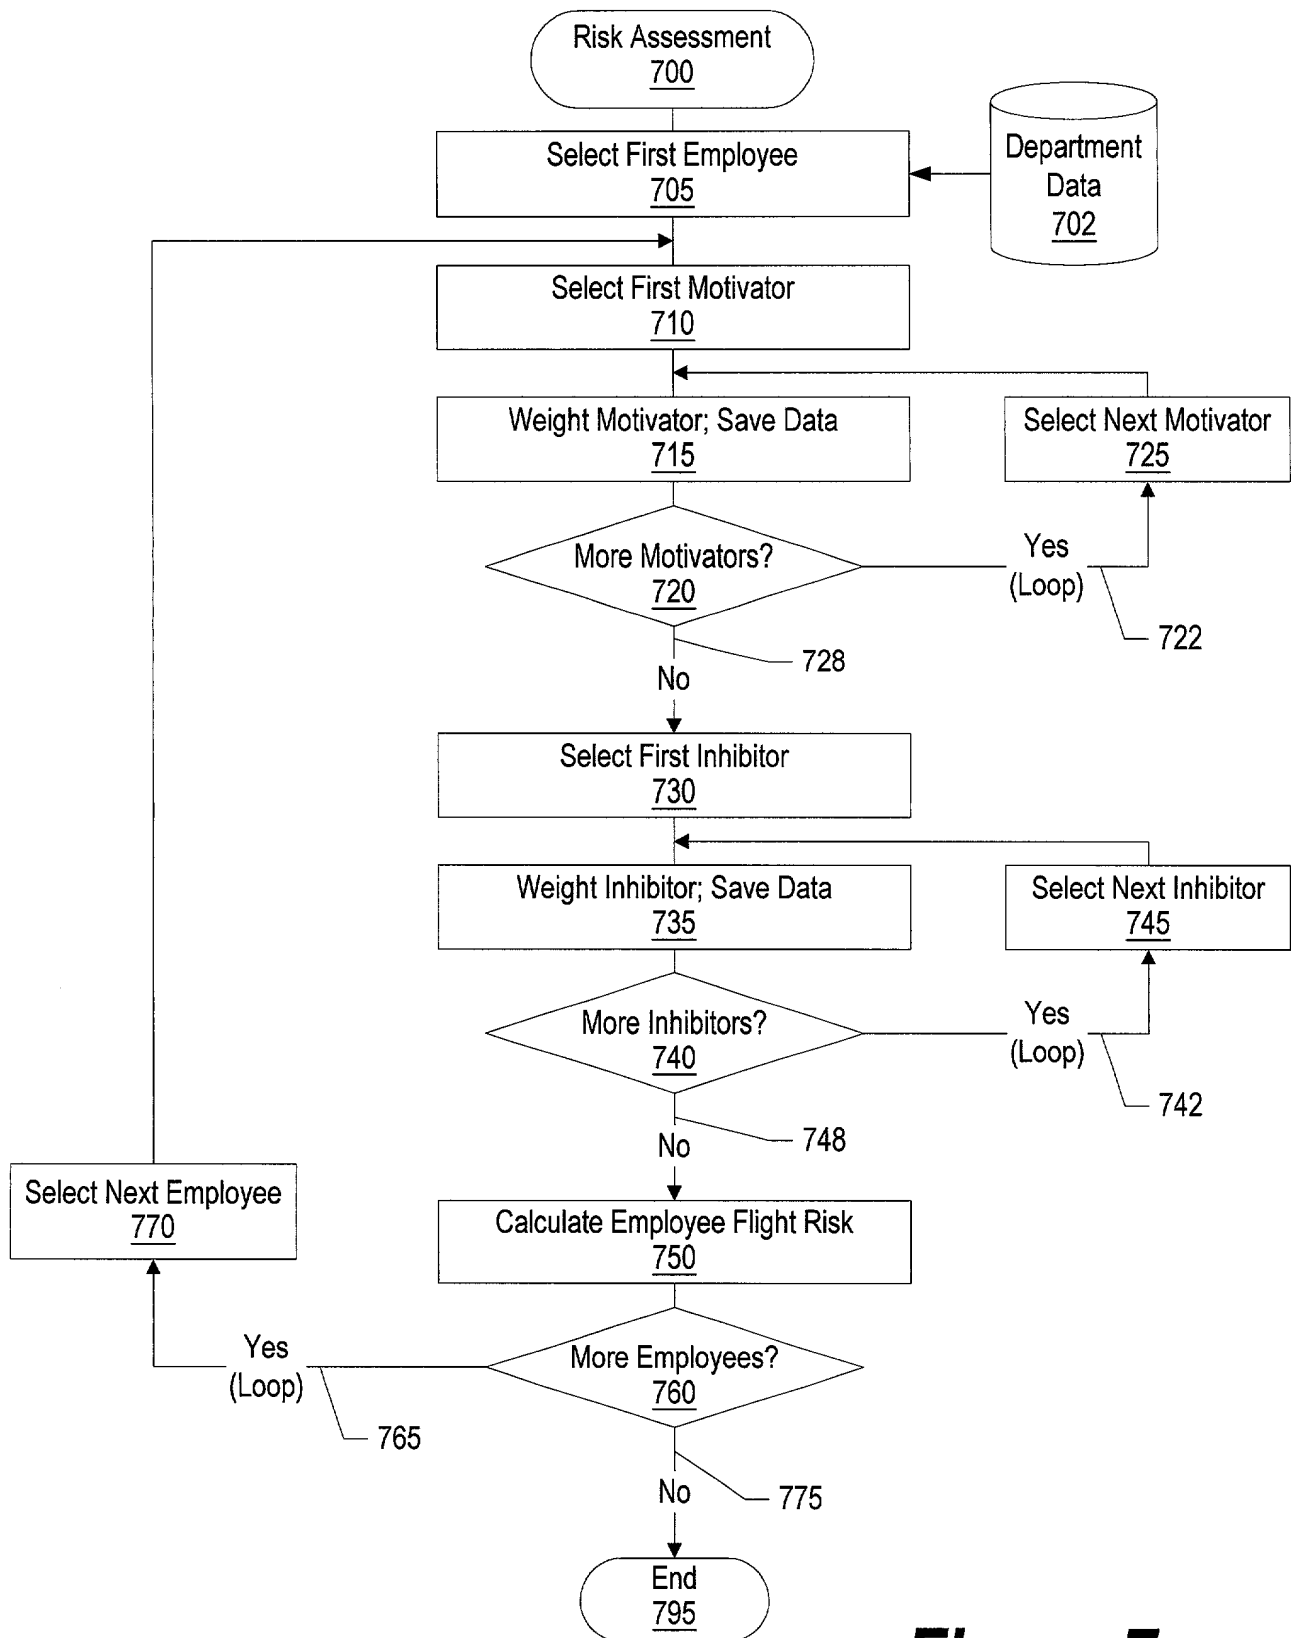 Risk Assessment
700
Department
Data
702
Select First Employee
705
Select First Motivator
710
Weight Motivator; Save Data
715
Select Next Motivator
725
More Motivators?
720
Yes
(Loop)
722
728
No
Select First Inhibitor
730
Weight Inhibitor; Save Data
735
Select Next Inhibitor
745
More Inhibitors?
740
Yes
(Loop)
742
748
No
Select Next Employee
770
Calculate Employee Flight Risk
750
More Employees?
760
Yes
(Loop)
765
775
No
End
795